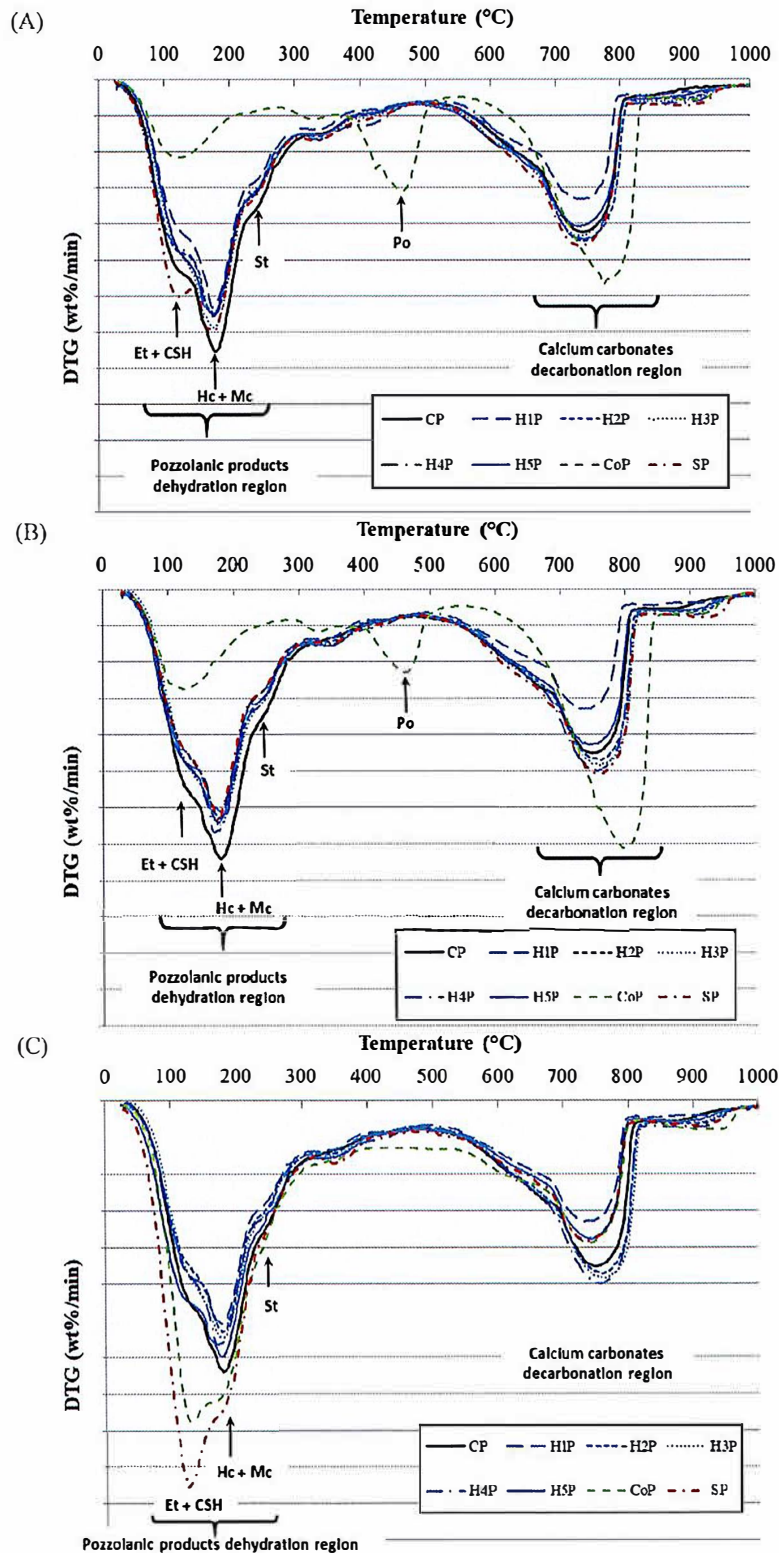 (A)
Temperature (°C)
0 100 200 300 400 500 600 700 800 900 1000
DTG (wt%/min)
St
Po
Et + CSH
Hc + Mc
Calcium carbonates
decarbonation region
Pozzolanic products
dehydration region
CP H1P H2P H3P
H4P H5P CoP SP
(B)
Temperature (°C)
0 100 200 300 400 500 600 700 800 900 1000
DTG (wt%/min)
St
Po
Et + CSH
Hc + Mc
Calcium carbonates
decarbonation region
Pozzolanic products
dehydration region
CP H1P H2P H3P
H4P H5P CoP SP
(C)
Temperature (°C)
0 100 200 300 400 500 600 700 800 900 1000
DTG (wt%/min)
St
Calcium carbonates
decarbonation region
Hc + Mc
Et + CSH
Pozzolanic products dehydration region
CP H1P H2P H3P
H4P H5P CoP SP